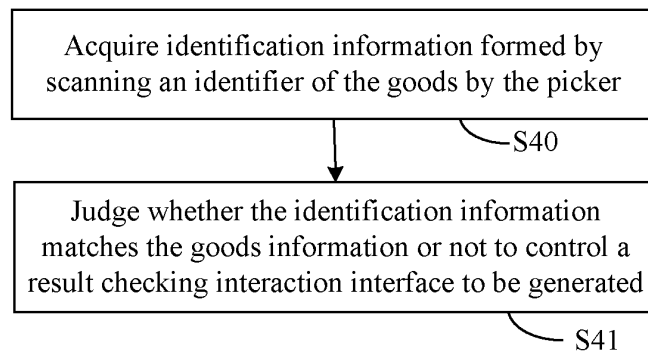 Acquire identification information formed by
scanning an identifier of the goods by the picker
S40
Judge whether the identification information
matches the goods information or not to control a
result checking interaction interface to be generated
S41